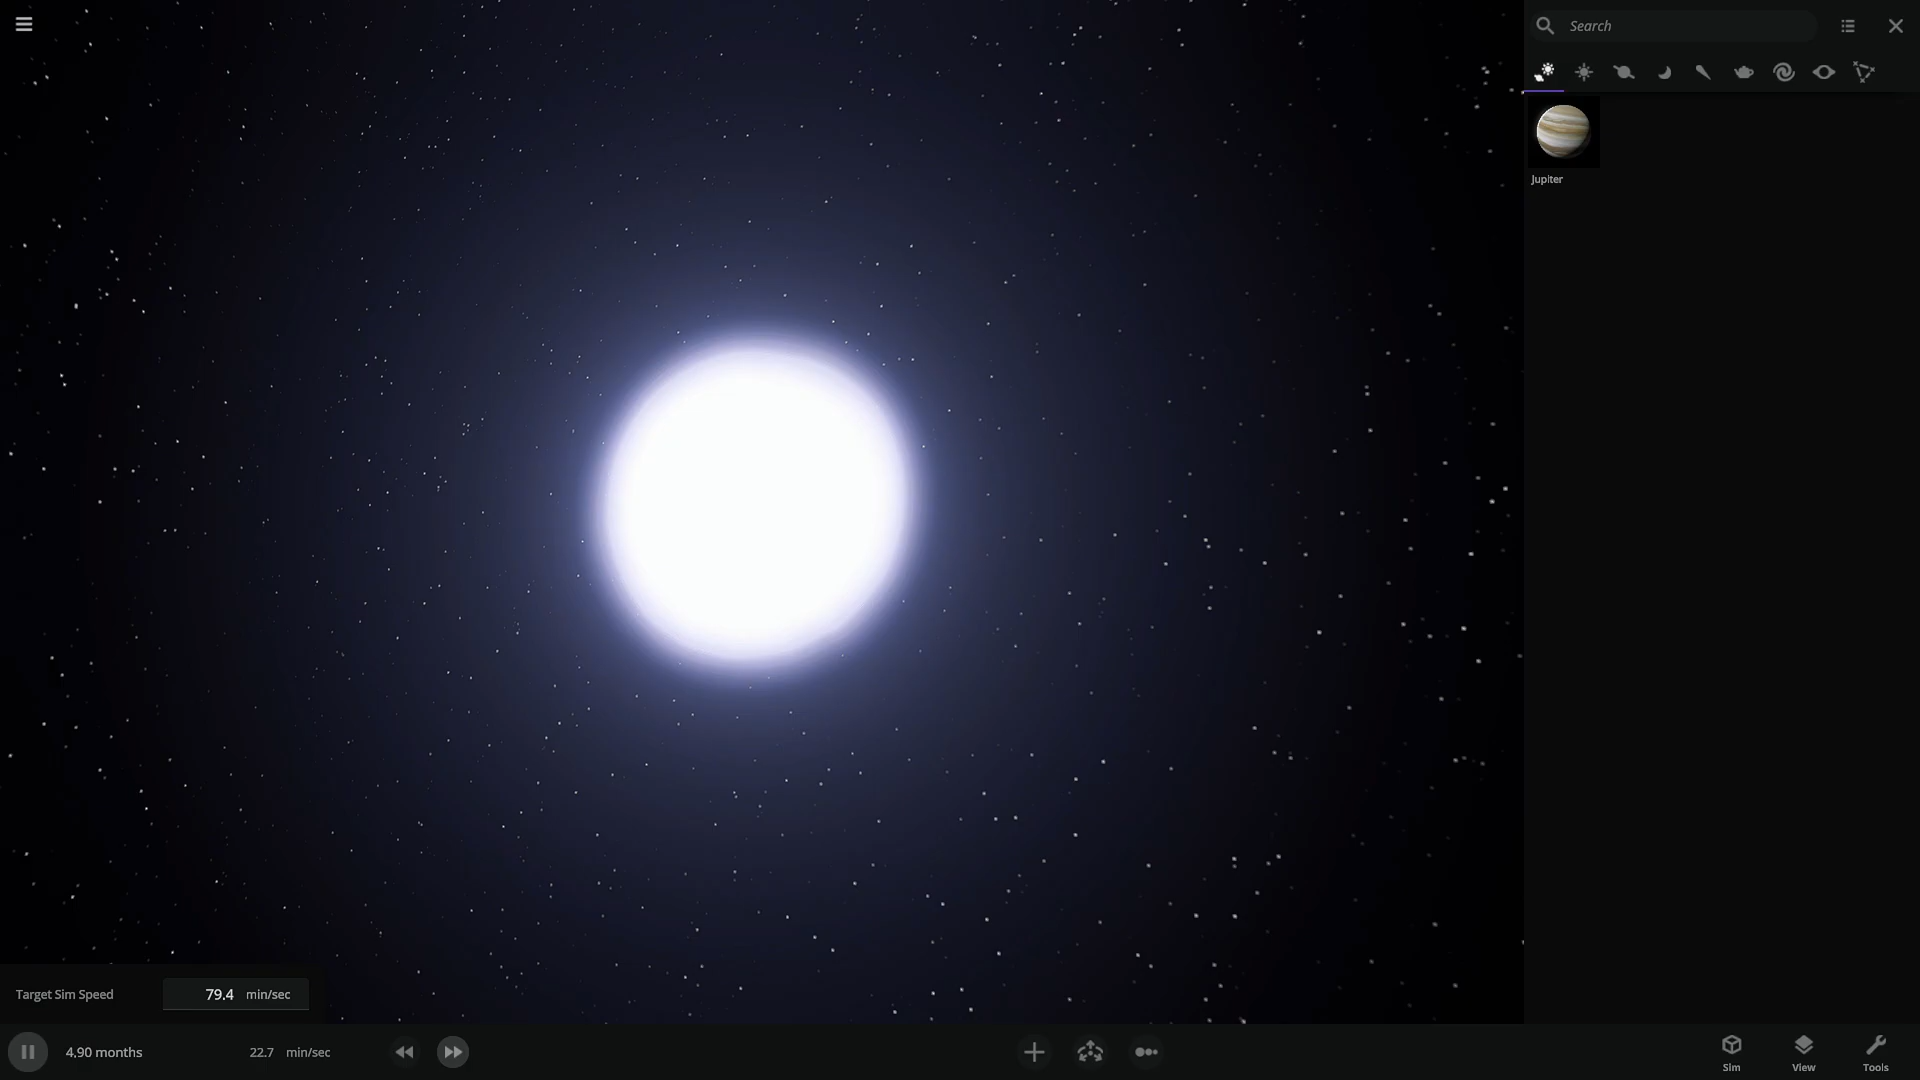 Search
Jupiter
Target Sim Speed 79.4 min/sec
4.90 months 22.7 min/sec
Sim View Tools